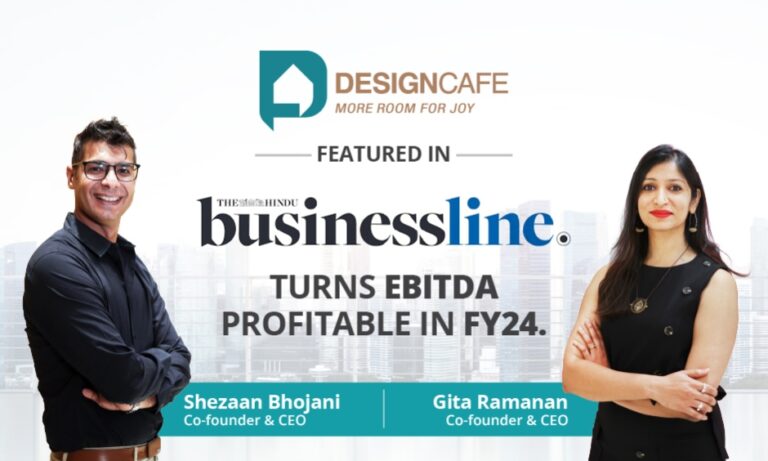 DESIGNCAFE
MORE ROOM FOR JOY
FEATURED IN
THE HINDU
businessline.
TURNS EBITDA
PROFITABLE IN FY24.
Shezaan Bhojani
Co-founder & CEO
Gita Ramanan
Co-founder & CEO